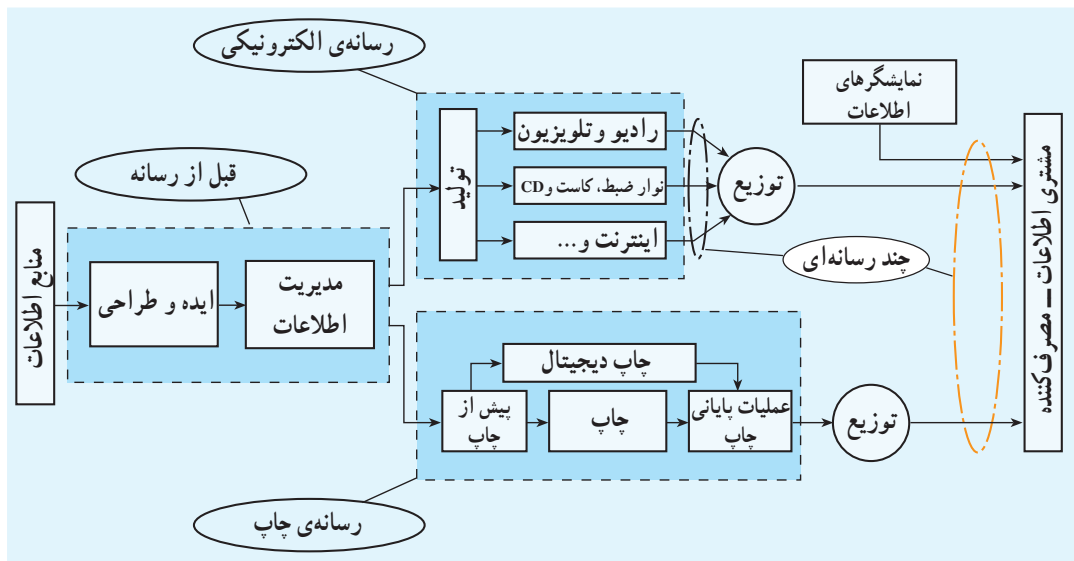 رسانه‌ی الکترونیکی
نمایشگرهای
اطلاعات
رادیو و تلویزیون
نوار ضبط، کاست و CD
اینترنت و...
تولید
توزیع
قبل از رسانه
چند رسانه‌ای
منابع اطلاعات
ایده و طراحی
مدیریت
اطلاعات
مشتری اطلاعات ـ مصرف‌کننده
چاپ دیجیتال
پیش از
چاپ
چاپ
عملیات پایانی
چاپ
توزیع
رسانه‌ی چاپ